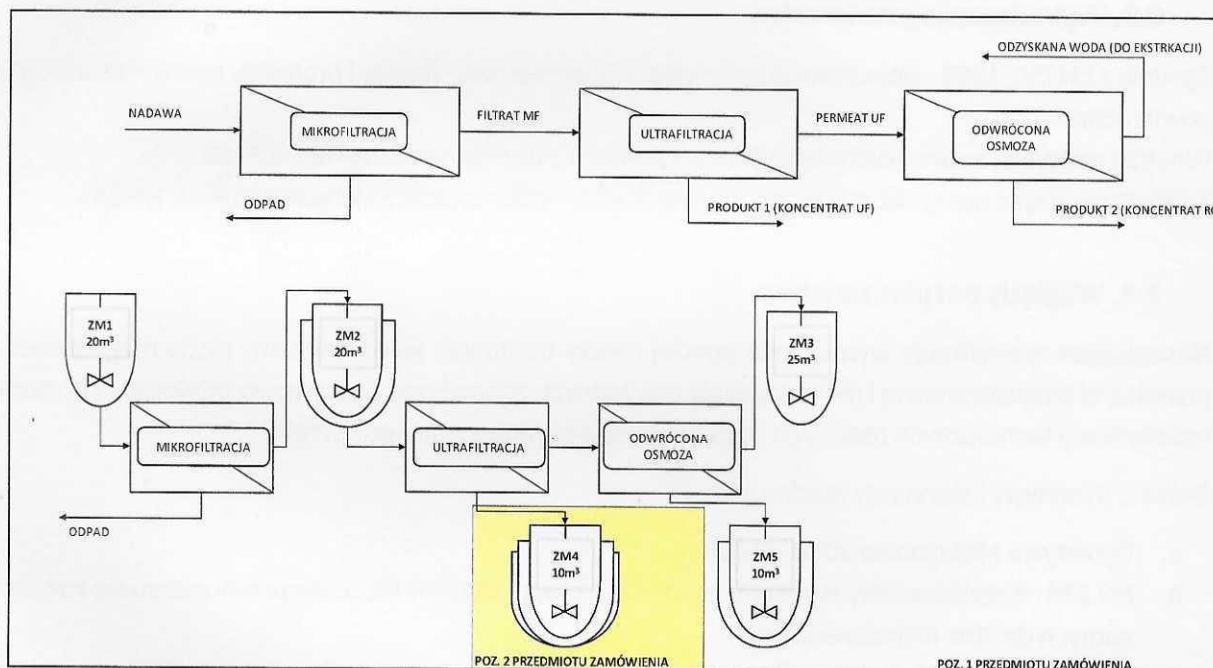 ODZYSKANA WODA (DO EKSTRKACJI)
NADAWA
MIKROFILTRACJA
FILTRAT MF
ULTRAFILTRACJA
PERMEAT UF
ODWRÓCONA
OSMOZA
ODPAD
PRODUKT 1 (KONCENTRAT UF)
PRODUKT 2 (KONCENTRAT RO
ZM1
20m³
ZM2
20m³
ZM3
25m³
MIKROFILTRACJA
ULTRAFILTRACJA
ODWRÓCONA
OSMOZA
ODPAD
ZM4
10m³
ZM5
10m³
POZ. 2 PRZEDMIOTU ZAMÓWIENIA
POZ. 1 PRZEDMIOTU ZAMÓWIENIA